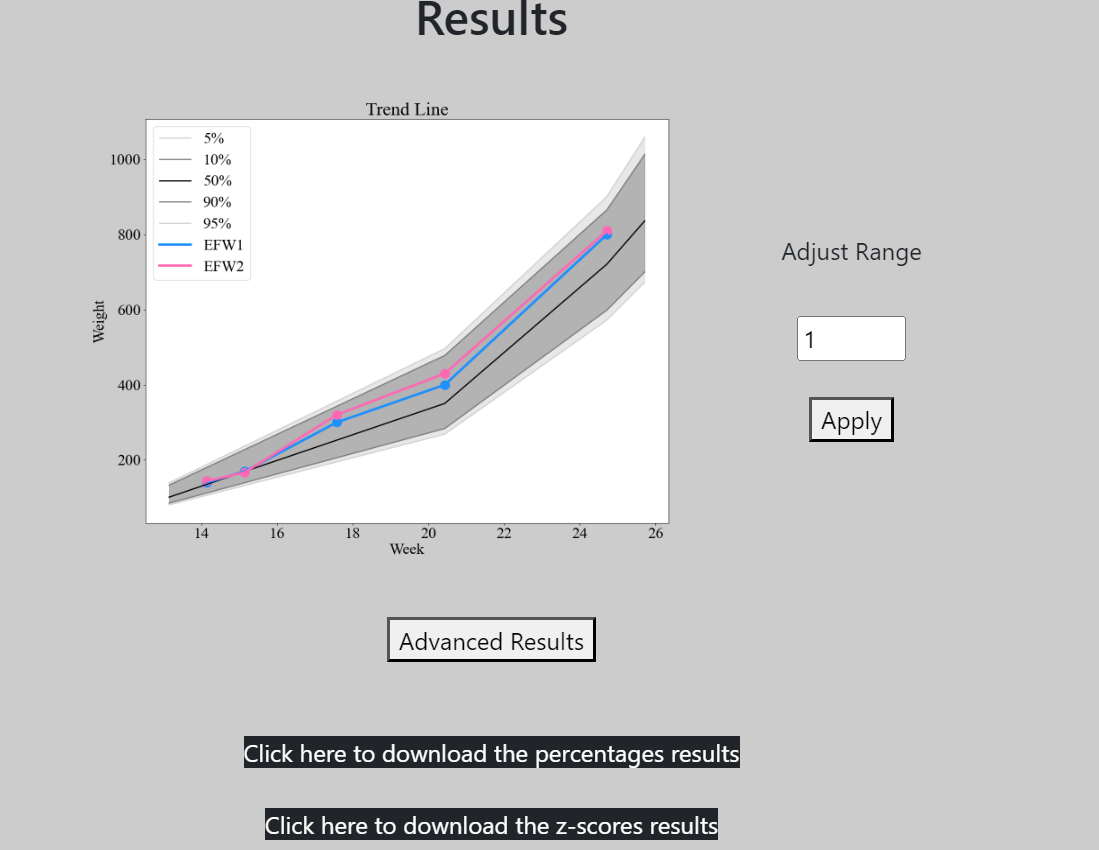 Results
Trend Line
5%
10%
50%
90%
95%
EFW1
EFW2
1000
800
600
400
200
Weight
14 16 18 20 22 24 26
Week
Adjust Range
1
Apply
Advanced Results
Click here to download the percentages results
Click here to download the z-scores results